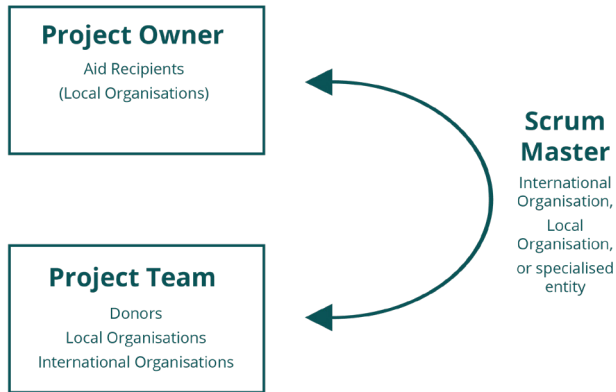 Project Owner
Aid Recipients
(Local Organisations)
Scrum
Master
International
Organisation,
Local
Organisation,
or specialised
entity
Project Team
Donors
Local Organisations
International Organisations